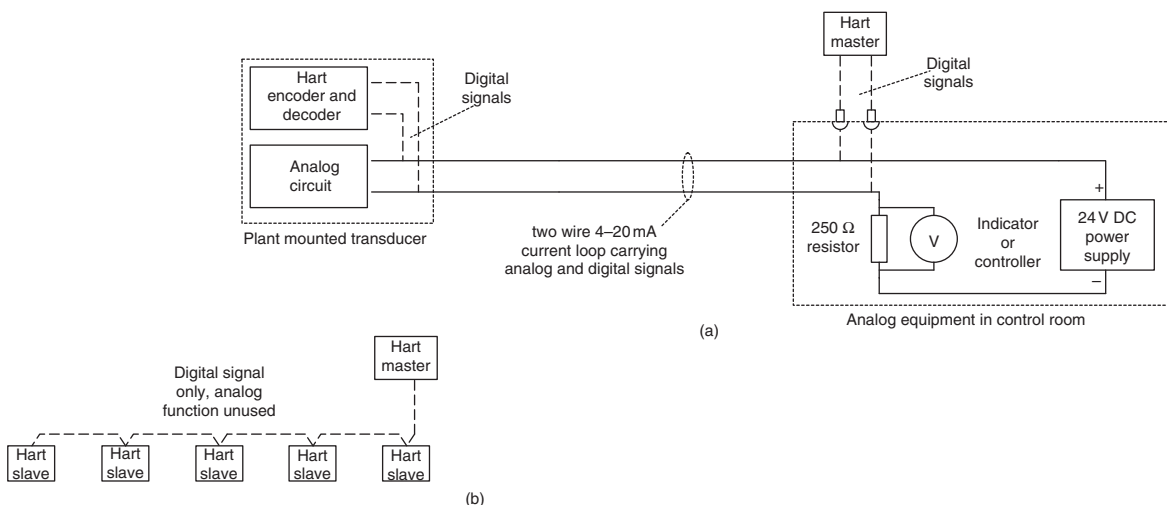 Hart
master
Digital
signals
Hart
encoder and
decoder
Digital
signals
Analog
circuit
Plant mounted transducer
two wire 4–20 mA
current loop carrying
analog and digital signals
250 Ω
resistor
V
Indicator
or
controller
+
24 V DC
power
supply
–
Analog equipment in control room
(a)
Hart
master
Digital signal
only, analog
function unused
Hart
slave
Hart
slave
Hart
slave
Hart
slave
Hart
slave
(b)